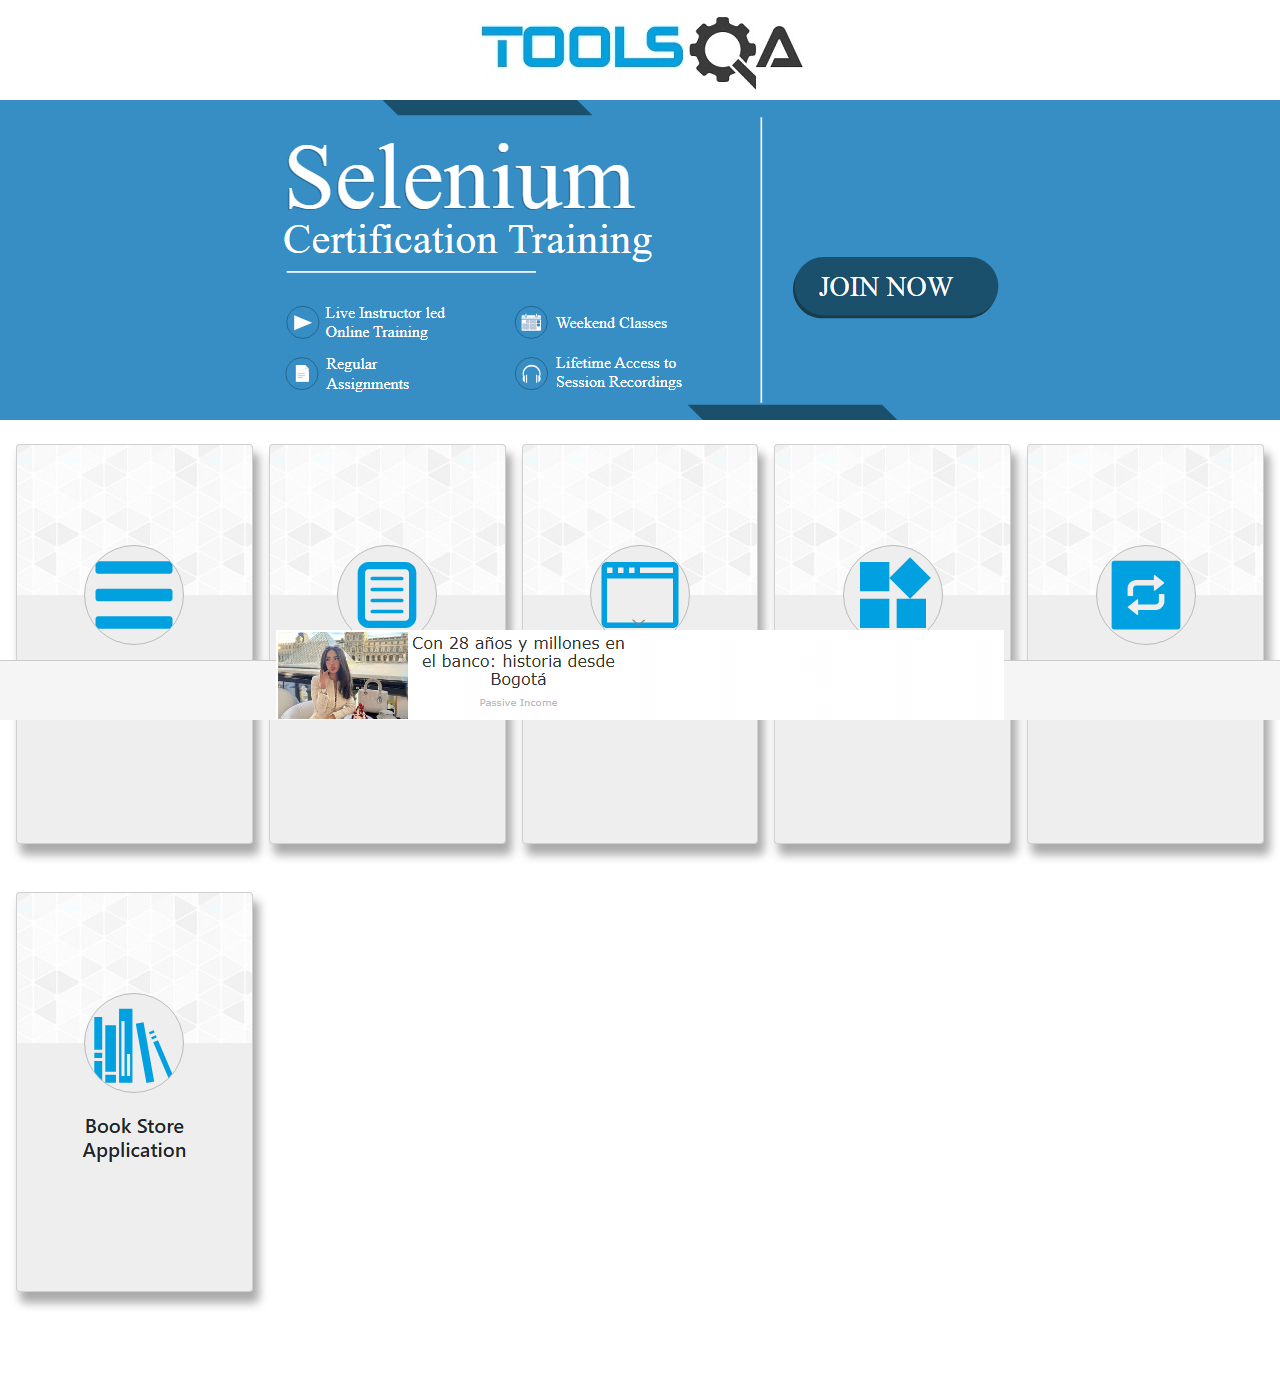 TOOLSQA
Selenium
Certification Training
JOIN NOW
Live Instructor led
Online Training
Weekend Classes
Regular
Assignments
Lifetime Access to
Session Recordings
Con 28 años y millones en
el banco: historia desde
Bogotá
Passive Income
Book Store
Application